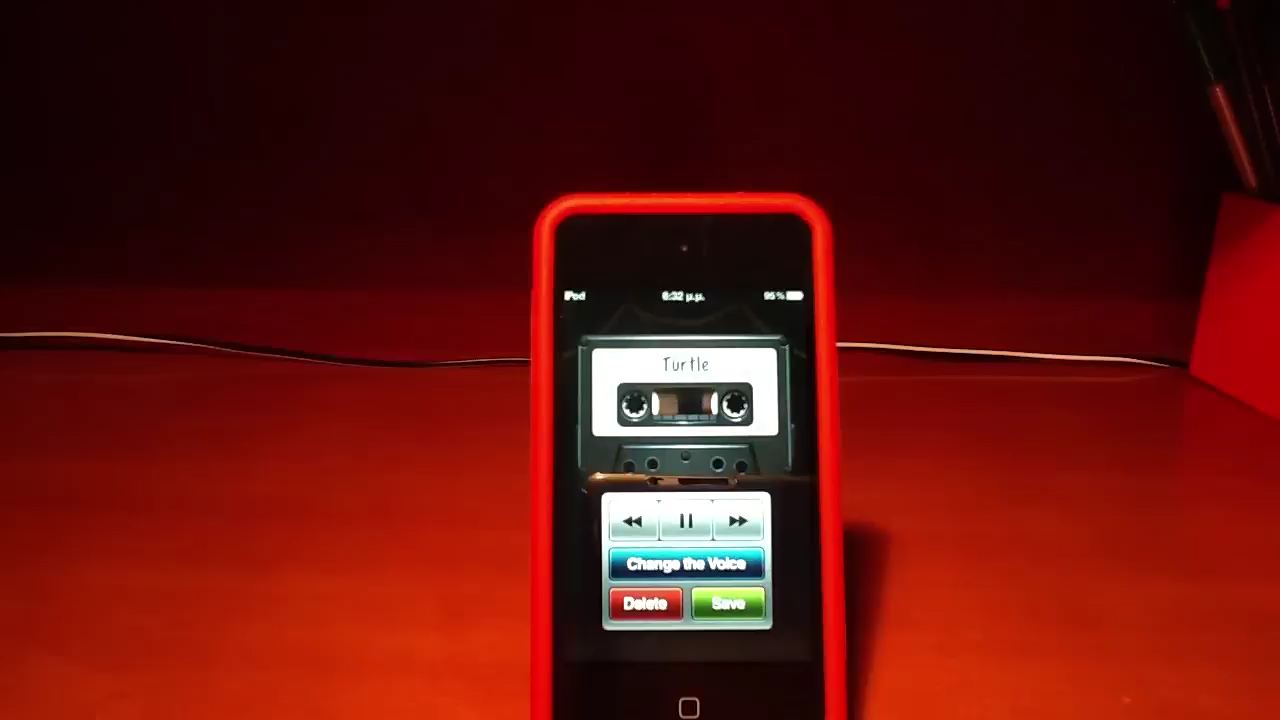 iPod 6:32 μ.μ. 95%
Turtle
Change the Voice
Delete Save